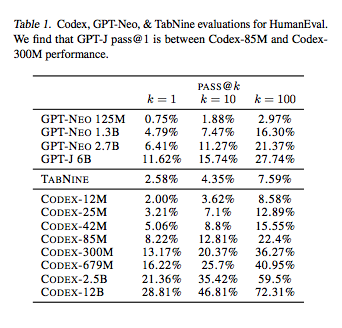 Table 1. Codex, GPT-Neo, & TabNine evaluations for HumanEval.
We find that GPT-J pass@1 is between Codex-85M and Codex-
300M performance.
PASS@k
k = 1 k = 10 k = 100
GPT-NEO 125M 0.75% 1.88% 2.97%
GPT-NEO 1.3B 4.79% 7.47% 16.30%
GPT-NEO 2.7B 6.41% 11.27% 21.37%
GPT-J 6B 11.62% 15.74% 27.74%
TABNINE 2.58% 4.35% 7.59%
CODEX-12M 2.00% 3.62% 8.58%
CODEX-25M 3.21% 7.1% 12.89%
CODEX-42M 5.06% 8.8% 15.55%
CODEX-85M 8.22% 12.81% 22.4%
CODEX-300M 13.17% 20.37% 36.27%
CODEX-679M 16.22% 25.7% 40.95%
CODEX-2.5B 21.36% 35.42% 59.5%
CODEX-12B 28.81% 46.81% 72.31%